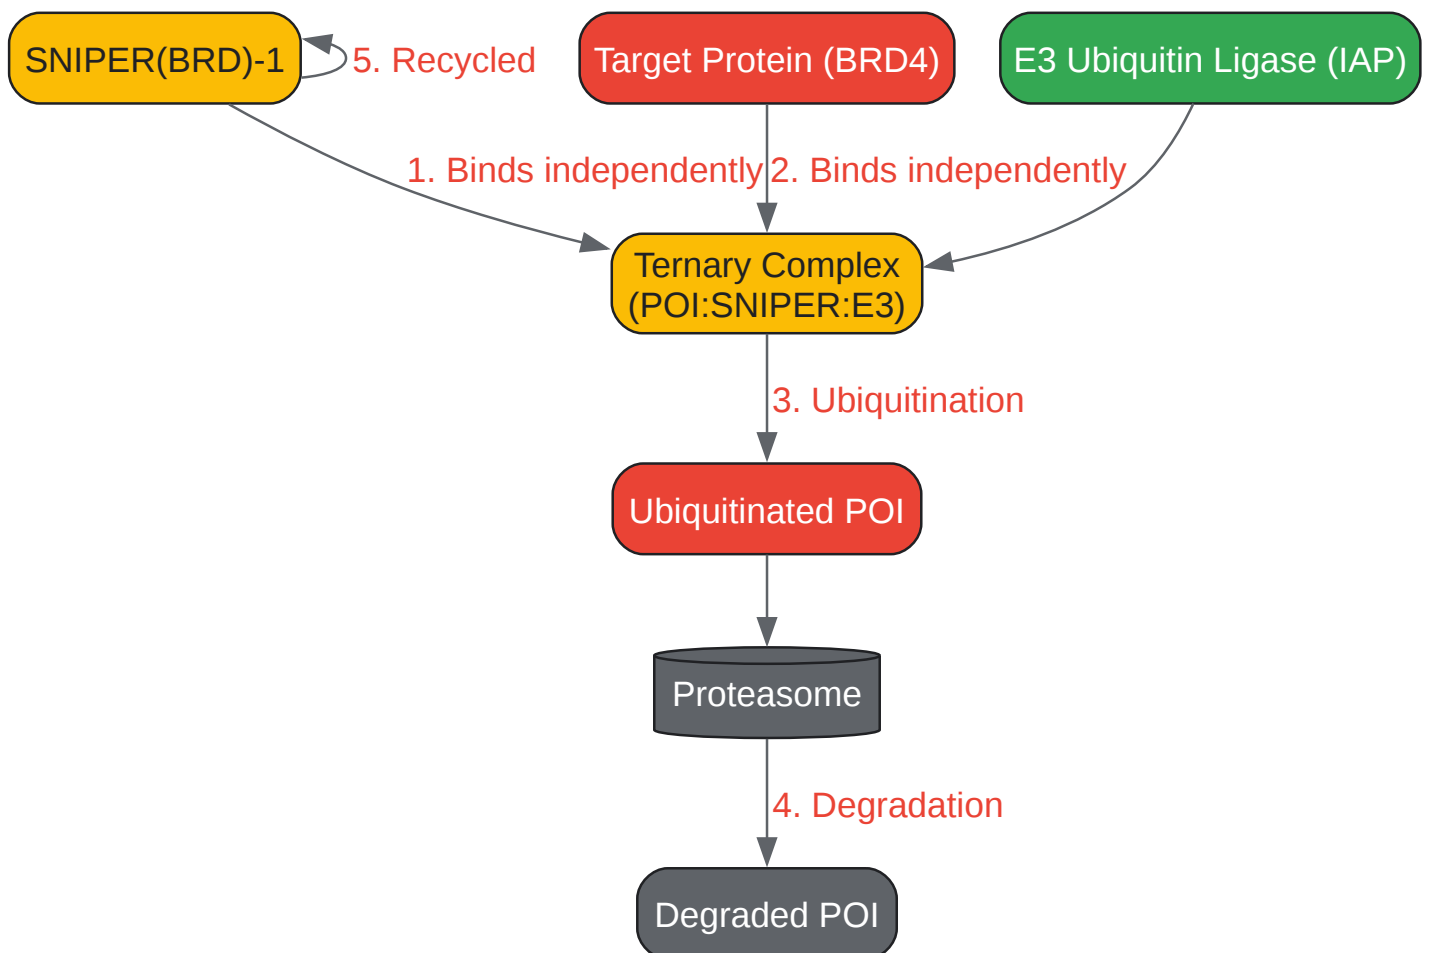 SNIPER(BRD)-1
5. Recycled
Target Protein (BRD4)
E3 Ubiquitin Ligase (IAP)
1. Binds independently
2. Binds independently
Ternary Complex
(POI:SNIPER:E3)
3. Ubiquitination
Ubiquitinated POI
Proteasome
4. Degradation
Degraded POI